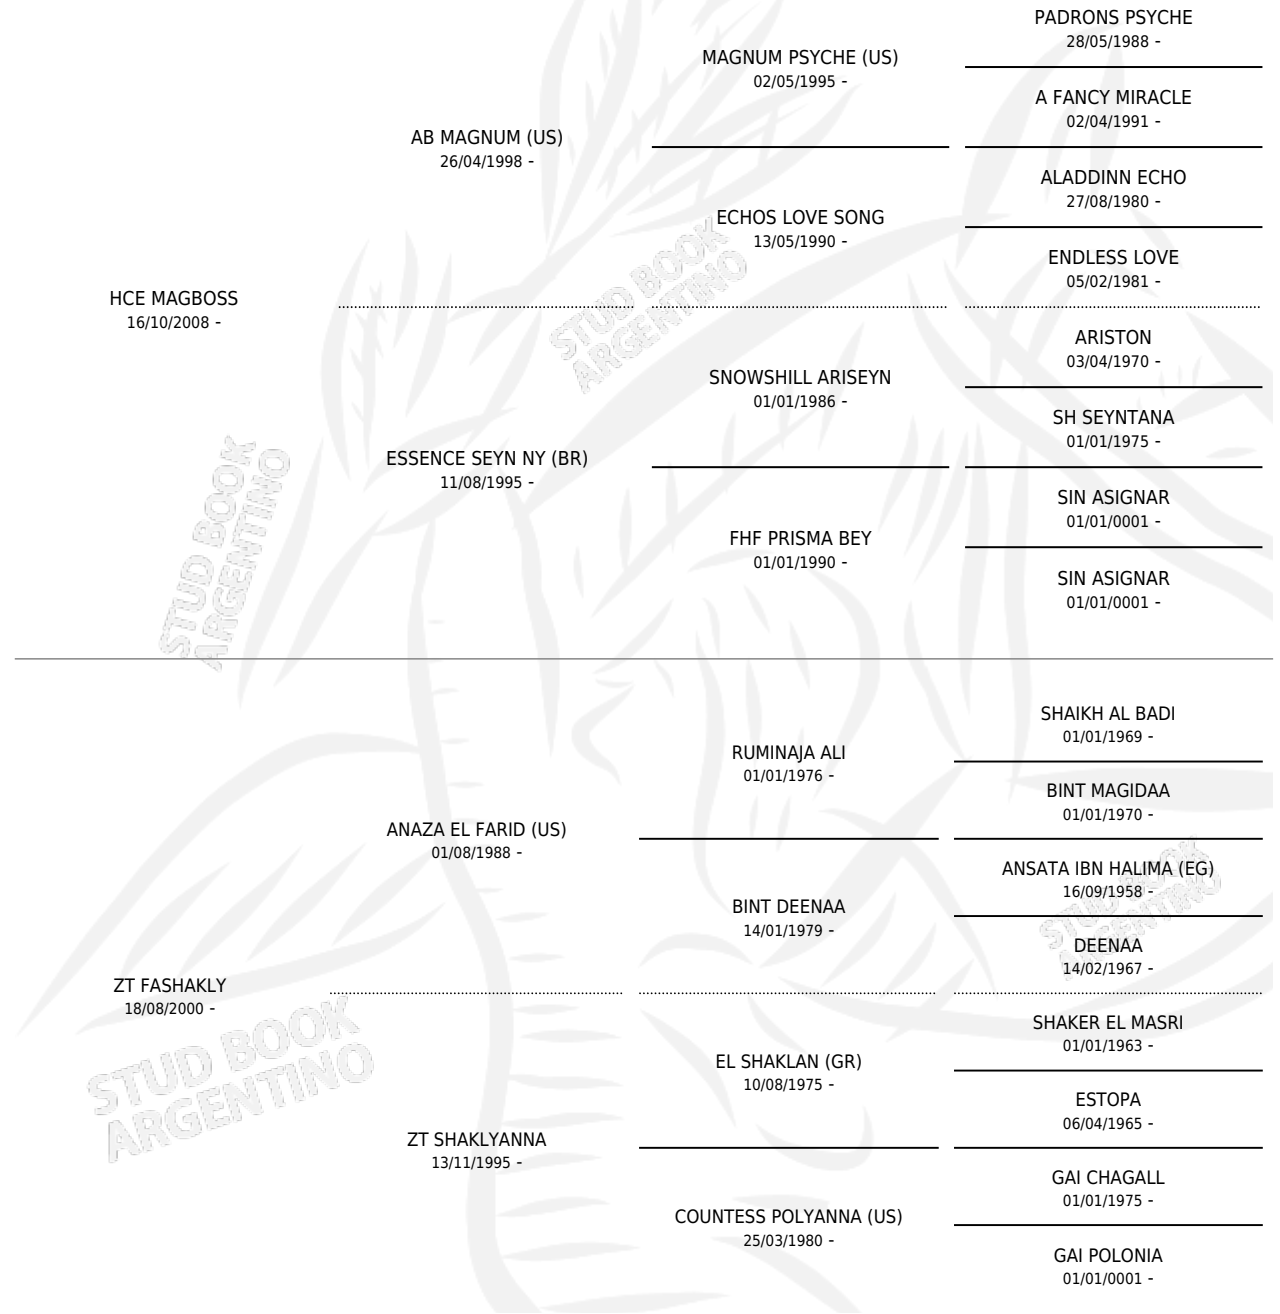 PADRONS PSYCHE
28/05/1988 -
MAGNUM PSYCHE (US)
02/05/1995 -
A FANCY MIRACLE
02/04/1991 -
AB MAGNUM (US)
26/04/1998 -
ALADDINN ECHO
27/08/1980 -
ECHOS LOVE SONG
13/05/1990 -
ENDLESS LOVE
05/02/1981 -
HCE MAGBOSS
16/10/2008 -
STUD BOOK
ARGENTINO
ARISTON
03/04/1970 -
SNOWSHILL ARISEYN
01/01/1986 -
SH SEYNTANA
01/01/1975 -
ESSENCE SEYN NY (BR)
11/08/1995 -
SIN ASIGNAR
01/01/0001 -
FHF PRISMA BEY
01/01/1990 -
SIN ASIGNAR
01/01/0001 -
STUD BOOK
ARGENTINO
SHAIKH AL BADI
01/01/1969 -
RUMINAJA ALI
01/01/1976 -
BINT MAGIDAA
01/01/1970 -
ANAZA EL FARID (US)
01/08/1988 -
ANSATA IBN HALIMA (EG)
16/09/1958 -
BINT DEENAA
14/01/1979 -
DEENAA
14/02/1967 -
STUD BOOK
ARGENTINO
ZT FASHAKLY
18/08/2000 -
SHAKER EL MASRI
01/01/1963 -
EL SHAKLAN (GR)
10/08/1975 -
ESTOPA
06/04/1965 -
STUD BOOK
ARGENTINO
ZT SHAKLYANNA
13/11/1995 -
GAI CHAGALL
01/01/1975 -
COUNTESS POLYANNA (US)
25/03/1980 -
GAI POLONIA
01/01/0001 -